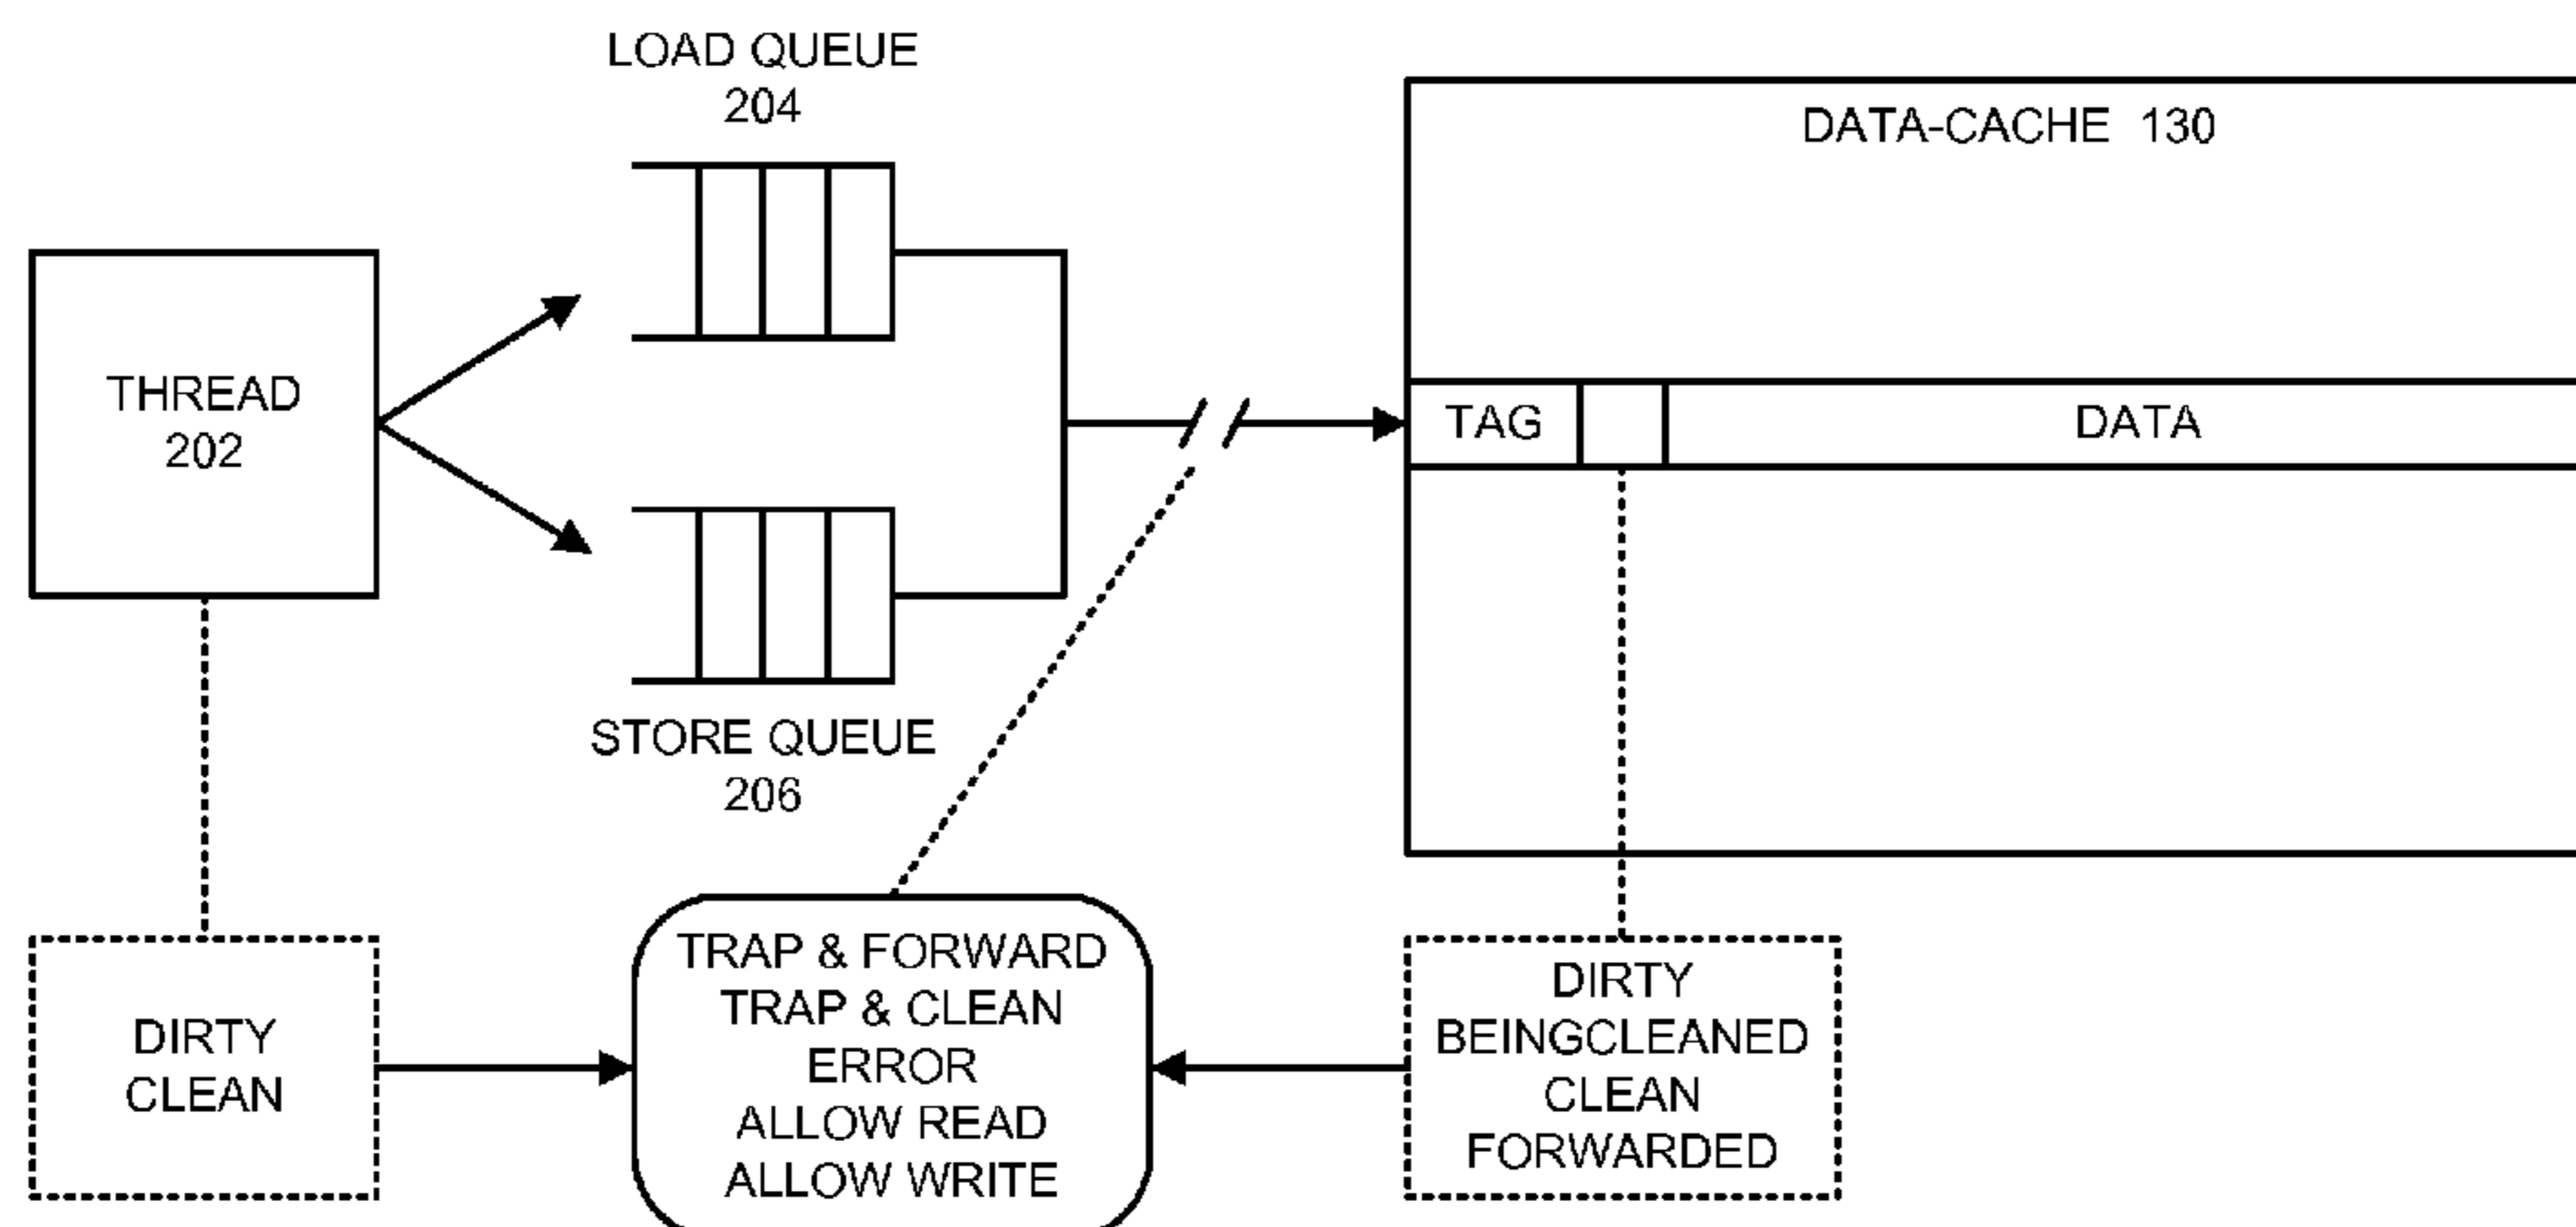 LOAD QUEUE
204
DATA-CACHE 130
THREAD
202
TAG
DATA
STORE QUEUE
206
DIRTY
CLEAN
TRAP & FORWARD
TRAP & CLEAN
ERROR
ALLOW READ
ALLOW WRITE
DIRTY
BEINGCLEANED
CLEAN
FORWARDED